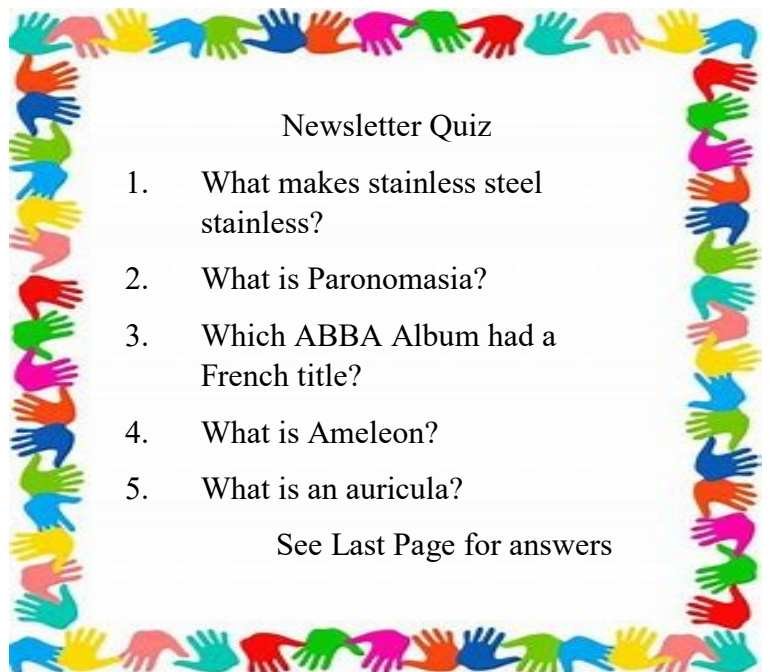 Newsletter Quiz
1. What makes stainless steel
stainless?
2. What is Paronomasia?
3. Which ABBA Album had a
French title?
4. What is Ameleon?
5. What is an auricula?
See Last Page for answers